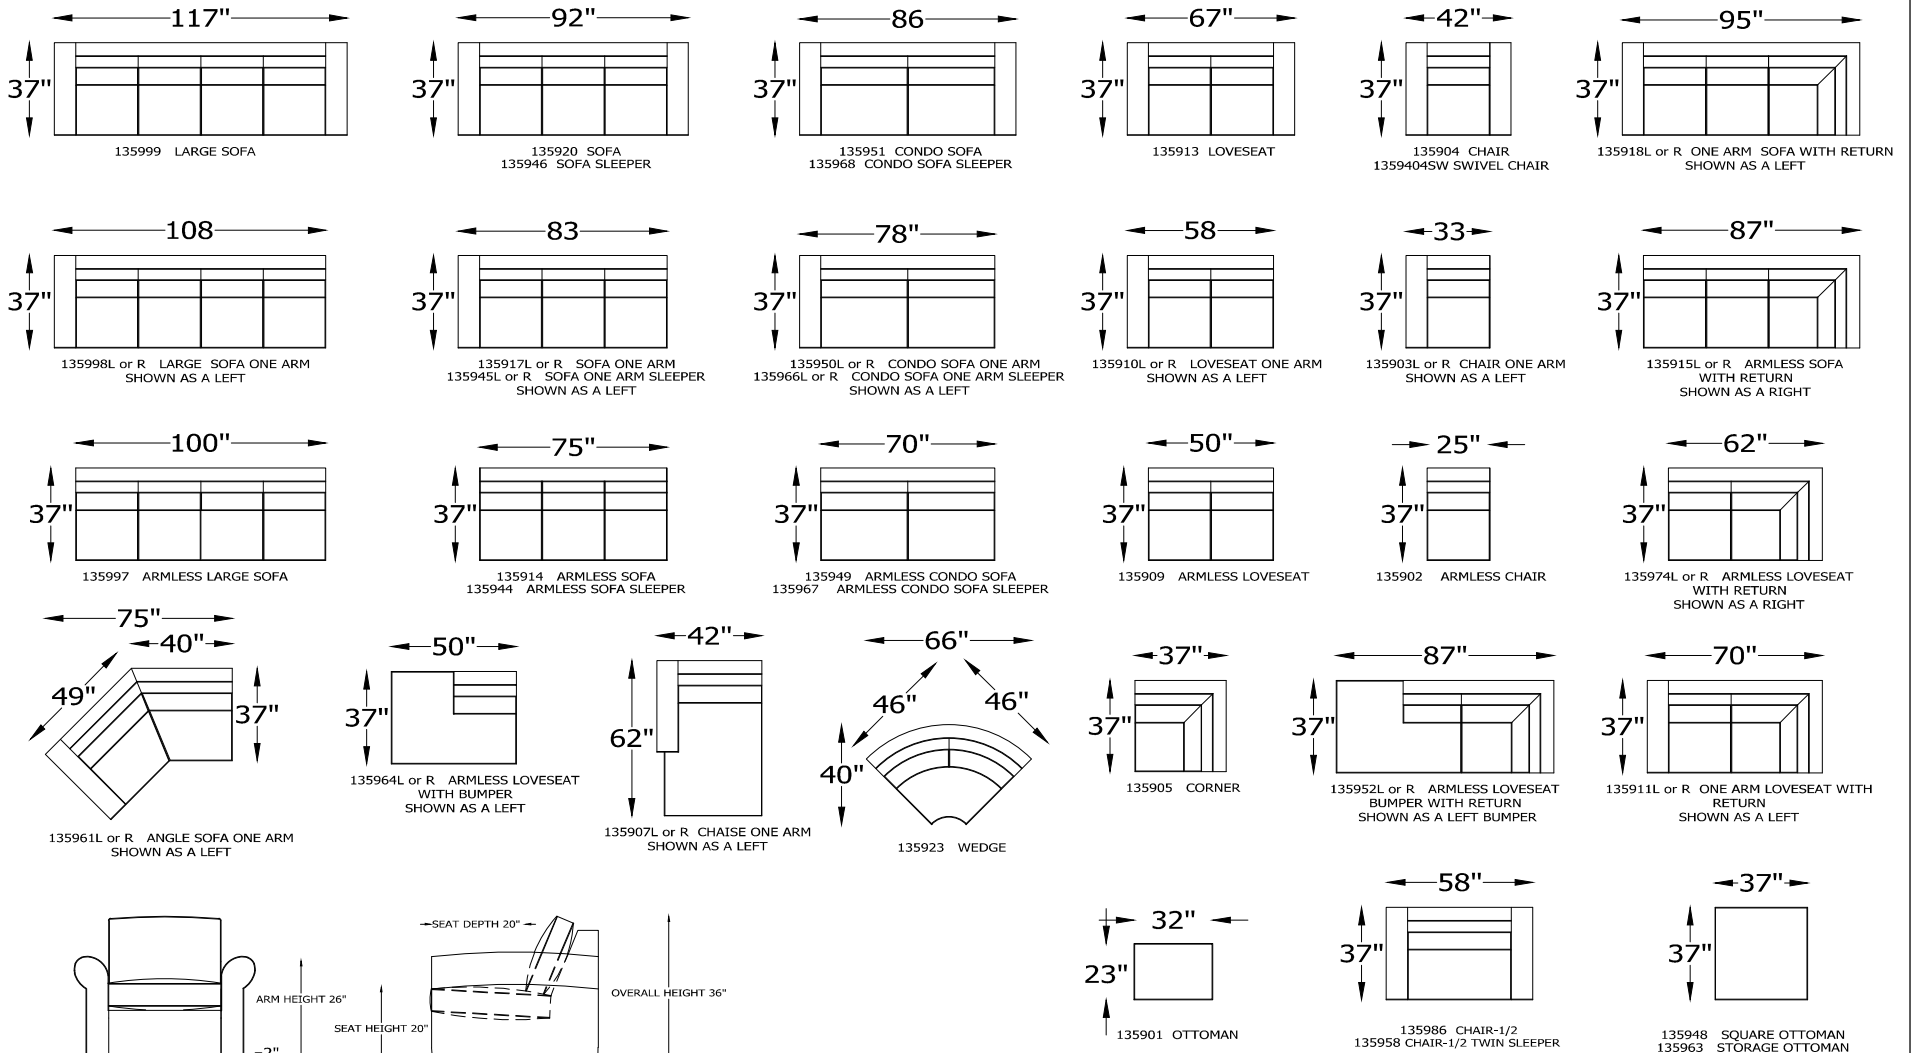 117"
37"
135999 LARGE SOFA
92"
37"
135920 SOFA
135946 SOFA SLEEPER
86
37"
135951 CONDO SOFA
135968 CONDO SOFA SLEEPER
67"
37"
135913 LOVESEAT
42"
37"
135904 CHAIR
1359404SW SWIVEL CHAIR
95"
37"
135918L or R ONE ARM SOFA WITH RETURN
SHOWN AS A LEFT
108
37"
135998L or R LARGE SOFA ONE ARM
SHOWN AS A LEFT
83
37"
135917L or R SOFA ONE ARM
135945L or R SOFA ONE ARM SLEEPER
SHOWN AS A LEFT
78"
37"
135950L or R CONDO SOFA ONE ARM
135966L or R CONDO SOFA ONE ARM SLEEPER
SHOWN AS A LEFT
58
37"
135910L or R LOVESEAT ONE ARM
SHOWN AS A LEFT
33
37"
135903L or R CHAIR ONE ARM
SHOWN AS A LEFT
87"
37"
135915L or R ARMLESS SOFA
WITH RETURN
SHOWN AS A RIGHT
100"
37"
135997 ARMLESS LARGE SOFA
75"
37"
135914 ARMLESS SOFA
135944 ARMLESS SOFA SLEEPER
70"
37"
135949 ARMLESS CONDO SOFA
135967 ARMLESS CONDO SOFA SLEEPER
50"
37"
135909 ARMLESS LOVESEAT
25"
37"
135902 ARMLESS CHAIR
62"
37"
135974L or R ARMLESS LOVESEAT
WITH RETURN
SHOWN AS A RIGHT
75"
40"
49"
37"
135961L or R ANGLE SOFA ONE ARM
SHOWN AS A LEFT
50"
37"
135964L or R ARMLESS LOVESEAT
WITH BUMPER
SHOWN AS A LEFT
42"
62"
135907L or R CHAISE ONE ARM
SHOWN AS A LEFT
66"
46"
46"
40"
135923 WEDGE
37"
37"
135905 CORNER
87"
37"
135952L or R ARMLESS LOVESEAT
BUMPER WITH RETURN
SHOWN AS A LEFT BUMPER
70"
37"
135911L or R ONE ARM LOVESEAT WITH
RETURN
SHOWN AS A LEFT
ARM HEIGHT 26"
SEAT DEPTH 20"
SEAT HEIGHT 20"
OVERALL HEIGHT 36"
32"
23"
135901 OTTOMAN
58"
37"
135986 CHAIR-1/2
135958 CHAIR-1/2 TWIN SLEEPER
37"
37"
135948 SQUARE OTTOMAN
135963 STORAGE OTTOMAN